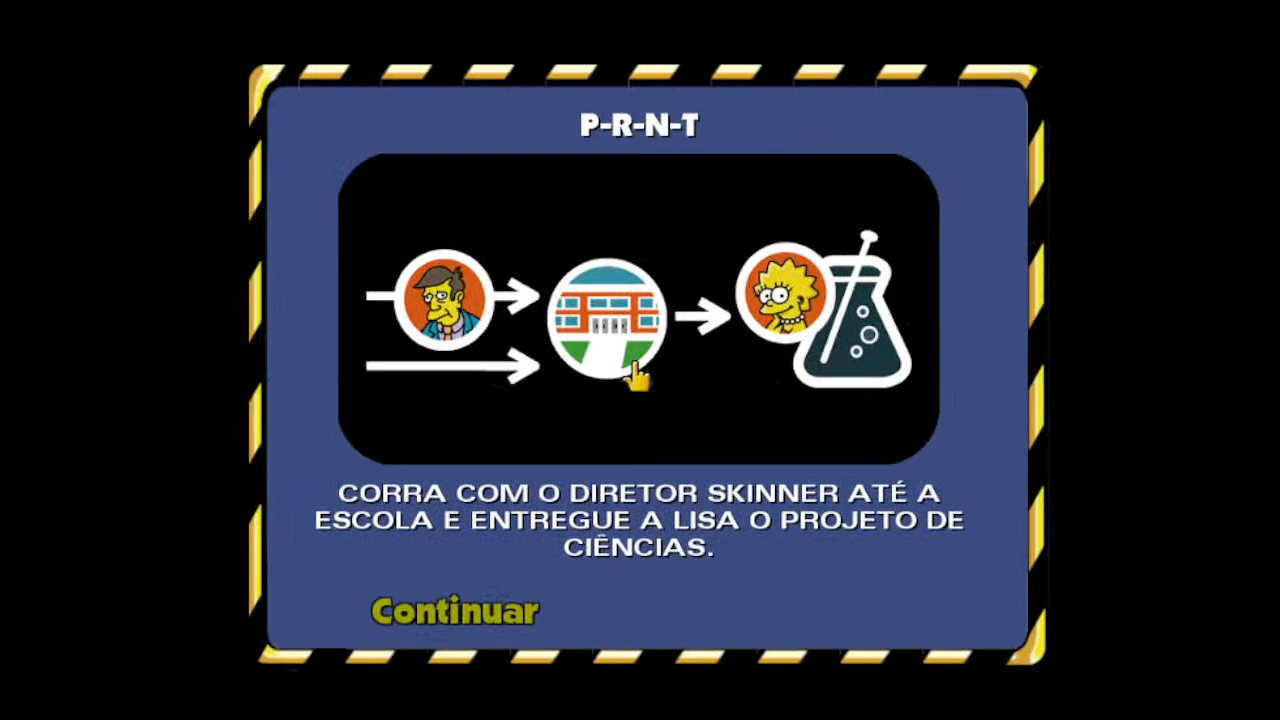 P-R-N-T
CORRA COM O DIRETOR SKINNER ATÉ A
ESCOLA E ENTREGUE A LISA O PROJETO DE
CIÊNCIAS.
Continuar